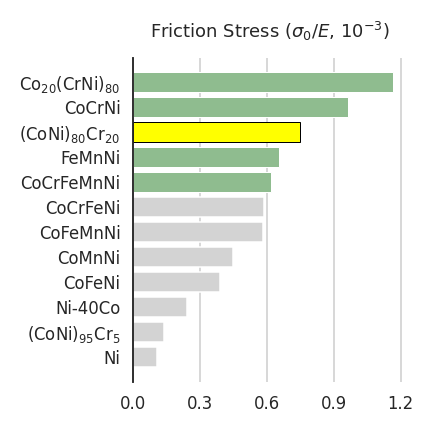 Friction Stress (σ₀/E, 10⁻³)
Co₂₀(CrNi)₈₀
CoCrNi
(CoNi)₈₀Cr₂₀
FeMnNi
CoCrFeMnNi
CoCrFeNi
CoFeMnNi
CoMnNi
CoFeNi
Ni-40Co
(CoNi)₉₅Cr₅
Ni
0.0 0.3 0.6 0.9 1.2